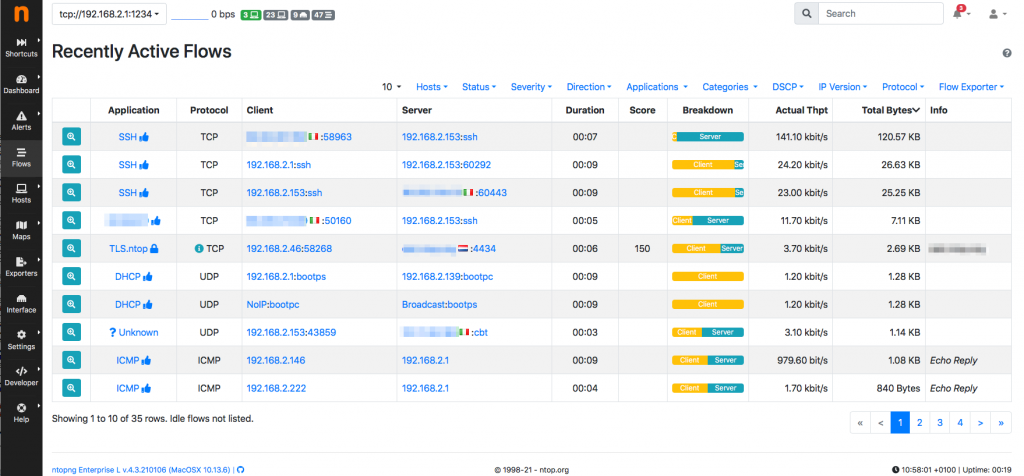 n tcp://192.168.2.1:1234 0 bps 3 23 9 47 Search 3
Shortcuts
Dashboard
Alerts
Flows
Hosts
Maps
Exporters
Interface
Settings
Developer
Help
Recently Active Flows
10 Hosts Status Severity Direction Applications Categories DSCP IP Version Protocol Flow Exporter
Application Protocol Client Server Duration Score Breakdown Actual Thpt Total Bytes Info
SSH TCP :58963 192.168.2.153:ssh 00:07 C Server 141.10 kbit/s 120.57 KB
SSH TCP 192.168.2.1:ssh 192.168.2.153:60292 00:09 Client Se 24.20 kbit/s 26.63 KB
SSH TCP 192.168.2.153:ssh :60443 00:09 Client Se 23.00 kbit/s 25.25 KB
TCP :50160 192.168.2.153:ssh 00:05 Client Server 11.70 kbit/s 7.11 KB
TLS.ntop TCP 192.168.2.46:58268 :4434 00:06 150 Client Server 3.70 kbit/s 2.69 KB
DHCP UDP 192.168.2.1:bootps 192.168.2.139:bootpc 00:09 Client 1.20 kbit/s 1.28 KB
DHCP UDP NoIP:bootpc Broadcast:bootps 00:09 Client 1.20 kbit/s 1.28 KB
? Unknown UDP 192.168.2.153:43859 :cbt 00:03 Client Server 3.10 kbit/s 1.14 KB
ICMP ICMP 192.168.2.146 192.168.2.1 00:09 Client Server 979.60 bit/s 1.08 KB Echo Reply
ICMP ICMP 192.168.2.222 192.168.2.1 00:04 Client Server 1.70 kbit/s 840 Bytes Echo Reply
Showing 1 to 10 of 35 rows. Idle flows not listed.
« < 1 2 3 4 > »
ntopng Enterprise L v.4.3.210106 (MacOSX 10.13.6) | © 1998-21 - ntop.org 10:58:01 +0100 | Uptime: 00:19